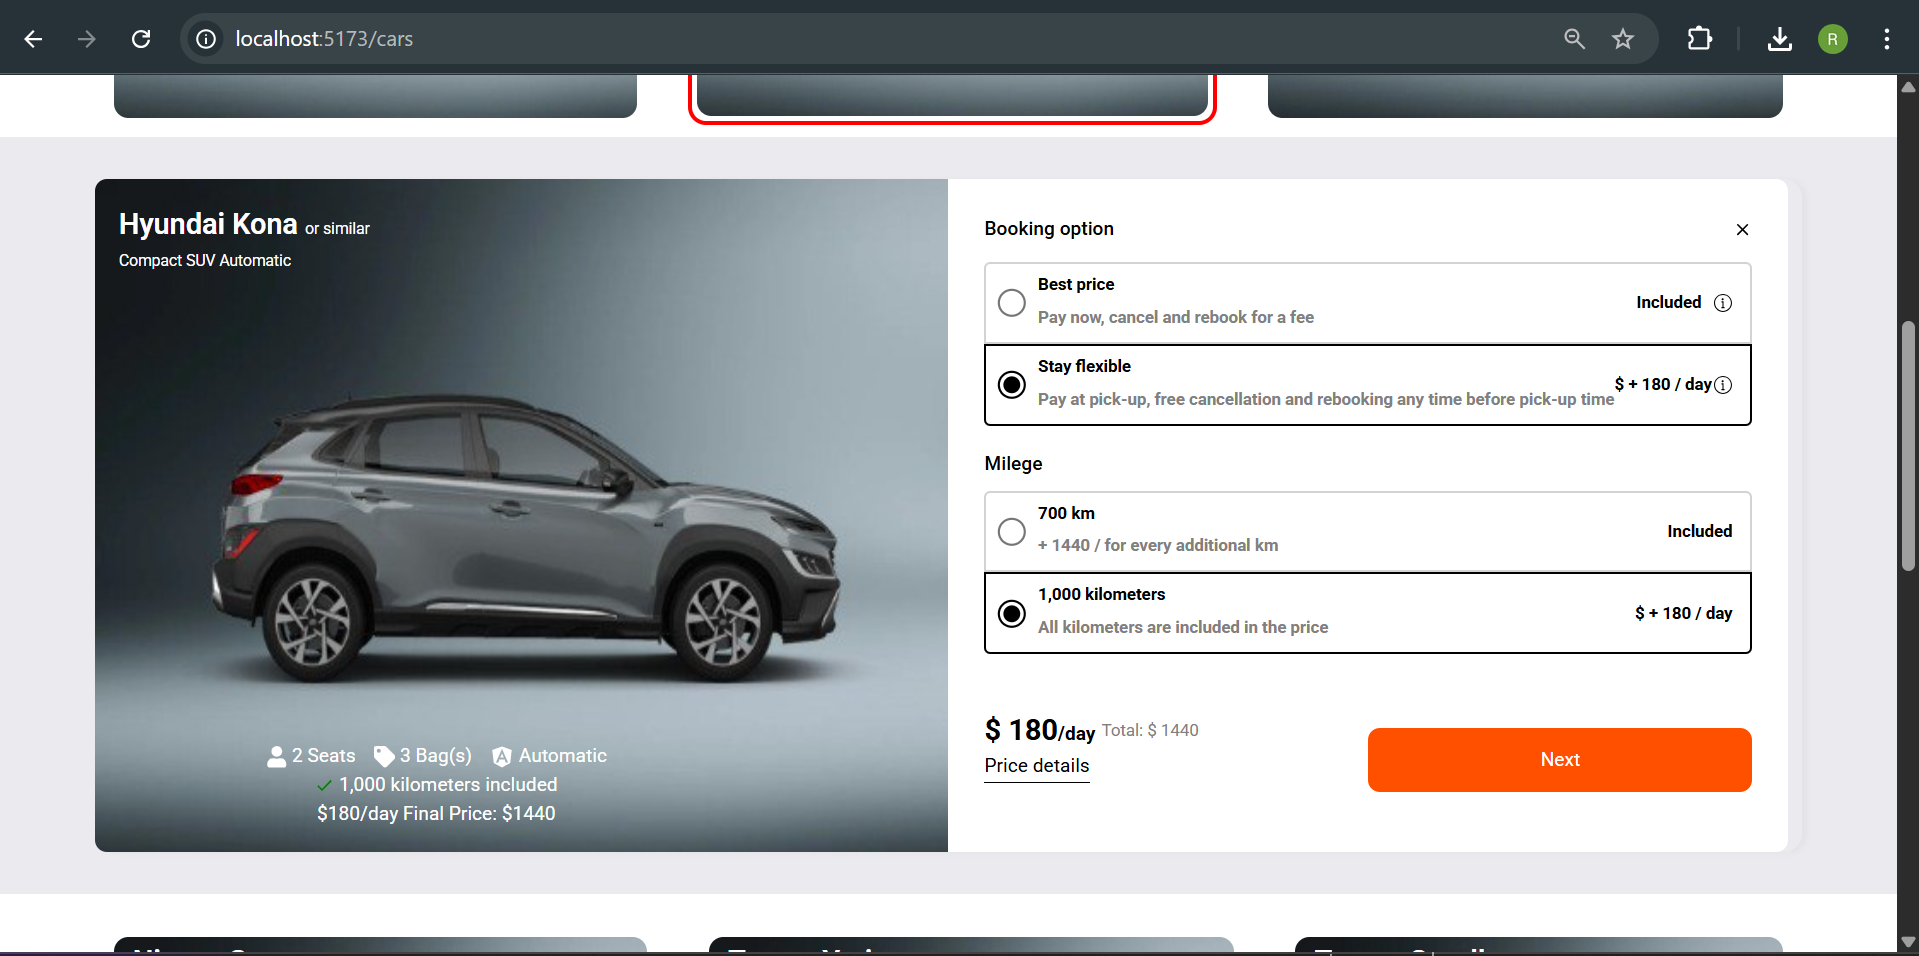 localhost:5173/cars
R
Hyundai Kona or similar
Compact SUV Automatic
2 Seats 3 Bag(s) Automatic
1,000 kilometers included
$180/day Final Price: $1440
Booking option
Best price
Pay now, cancel and rebook for a fee
Included
Stay flexible
Pay at pick-up, free cancellation and rebooking any time before pick-up time
$ + 180 / day
Milege
700 km
+ 1440 / for every additional km
Included
1,000 kilometers
All kilometers are included in the price
$ + 180 / day
$ 180/day Total: $ 1440
Price details
Next